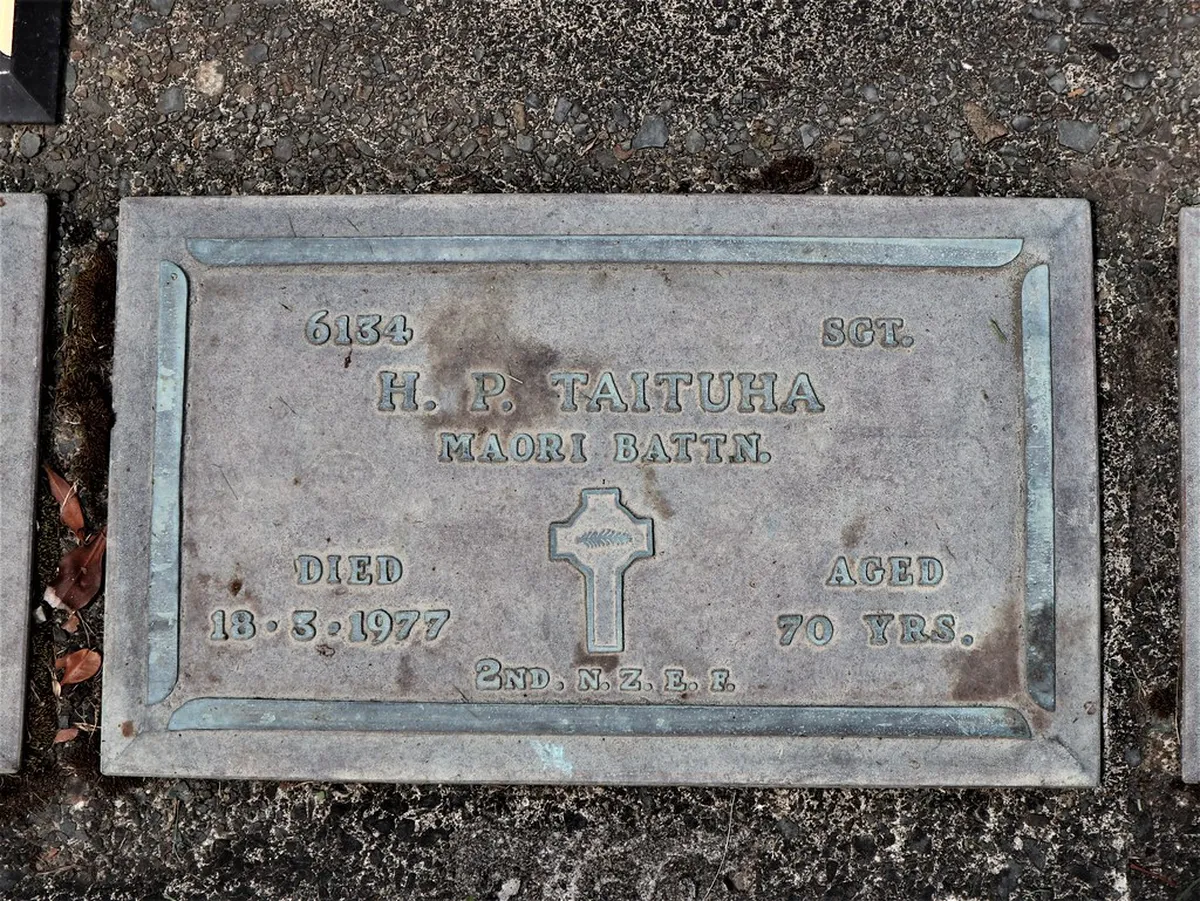 6134 SGT.
H. P. TAITUHA
MAORI BATTN.
DIED AGED
18·3·1977 70 YRS.
2ND. N. Z. E. F.